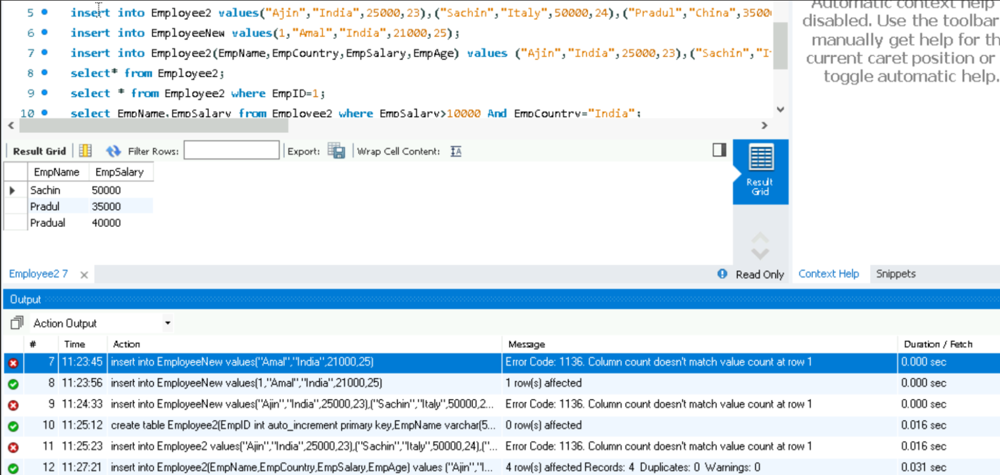 5 insert into Employee2 values("Ajin","India",25000,23),("Sachin","Italy",50000,24),("Pradul","China",3500
6 insert into EmployeeNew values(1,"Amal","India",21000,25);
7 insert into Employee2(EmpName,EmpCountry,EmpSalary,EmpAge) values ("Ajin","India",25000,23),("Sachin","I
8 select* from Employee2;
9 select * from Employee2 where EmpID=1;
10 select EmpName,EmpSalary from Employee2 where EmpSalary>10000 And EmpCountry="India";
Automatic context help
disabled. Use the toolbar
manually get help for th
current caret position or
toggle automatic help.
Result Grid Filter Rows: Export: Wrap Cell Content: IA
EmpName EmpSalary
Sachin 50000
Pradul 35000
Pradual 40000
Result
Grid
Employee2 7 Read Only Context Help Snippets
Output
Action Output
# Time Action Message Duration / Fetch
7 11:23:45 insert into EmployeeNew values("Amal","India",21000,25) Error Code: 1136. Column count doesn't match value count at row 1 0.000 sec
8 11:23:56 insert into EmployeeNew values(1,"Amal","India",21000,25) 1 row(s) affected 0.000 sec
9 11:24:33 insert into EmployeeNew values("Ajin","India",25000,23),("Sachin","Italy",50000,2... Error Code: 1136. Column count doesn't match value count at row 1 0.000 sec
10 11:25:12 create table Employee2(EmpID int auto_increment primary key,EmpName varchar(5... 0 row(s) affected 0.016 sec
11 11:25:23 insert into Employee2 values("Ajin","India",25000,23),("Sachin","Italy",50000,24),("... Error Code: 1136. Column count doesn't match value count at row 1 0.016 sec
12 11:27:21 insert into Employee2(EmpName,EmpCountry,EmpSalary,EmpAge) values ("Ajin","I... 4 row(s) affected Records: 4 Duplicates: 0 Warnings: 0 0.031 sec